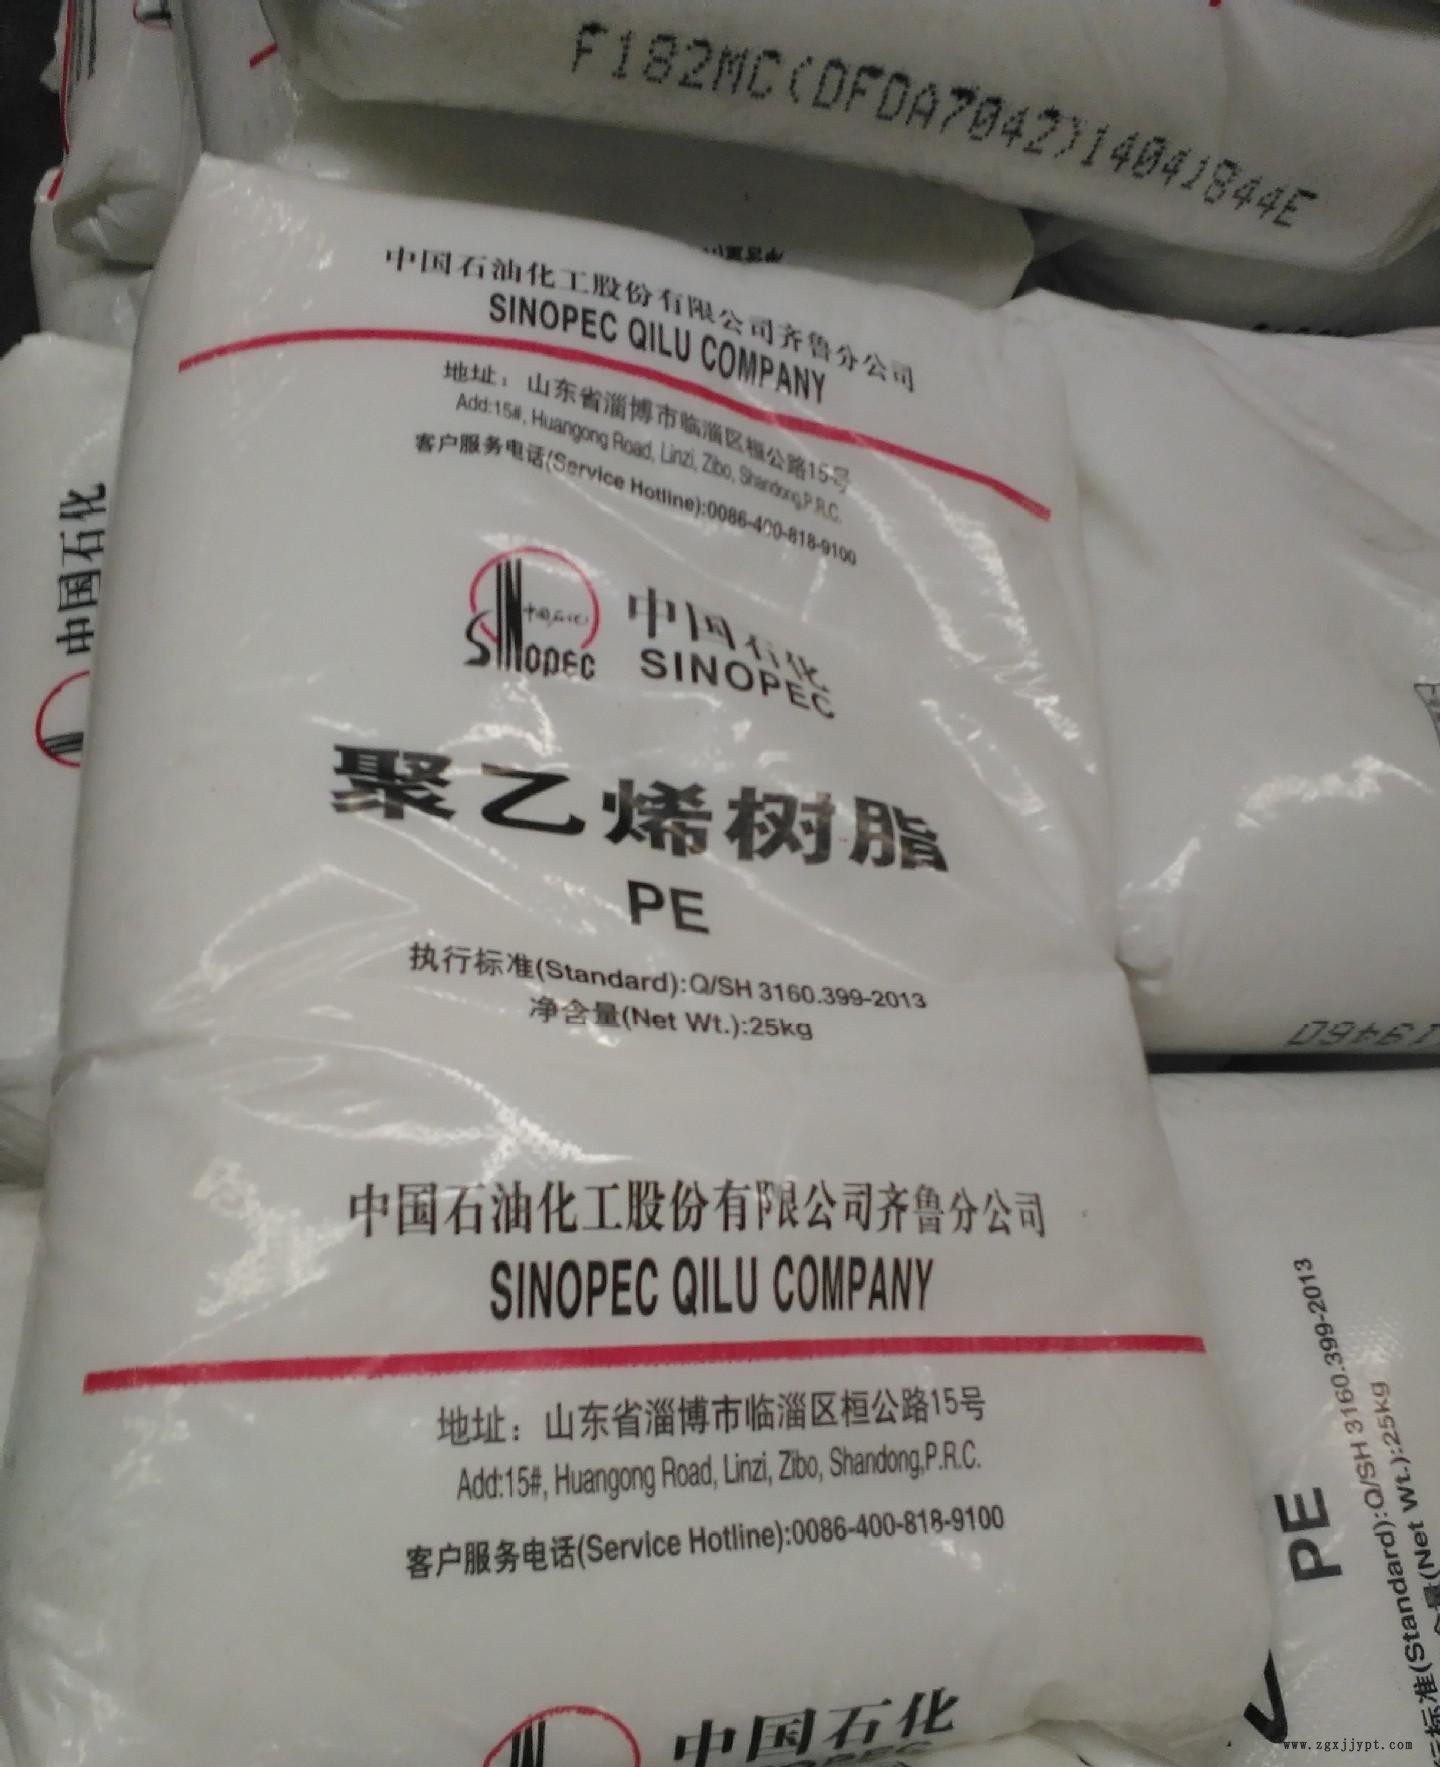 F182MC(DFDA7042)14041844E
中国石油化工股份有限公司齐鲁分公司
SINOPEC QILU COMPANY
地址：山东省淄博市临淄区桓公路15号
Add:15#, Huangong Road, Linzi, Zibo, Shandong,P.R.C.
客户服务电话(Service Hotline):0086-400-818-9100
中国石化
SINOPEC
中国石化
SINOPEC
中国石化
聚乙烯树脂
PE
执行标准(Standard):Q/SH 3160.399-2013
净含量(Net Wt.):25kg
中国石油化工股份有限公司齐鲁分公司
SINOPEC QILU COMPANY
地址：山东省淄博市临淄区桓公路15号
Add:15#, Huangong Road, Linzi, Zibo, Shandong,P.R.C.
客户服务电话(Service Hotline):0086-400-818-9100
中国石化
PE
标准(Standard):Q/SH 3160.399-2013
含量(Net Wt.):25kg
www.zgxjjypt.com